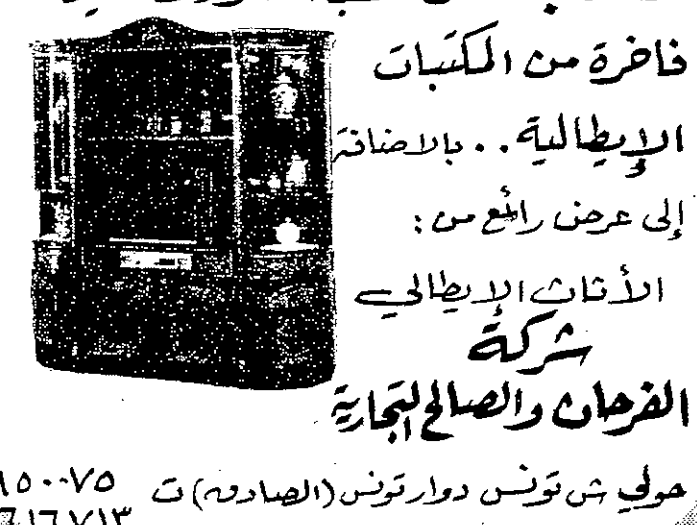 فاخرة من المكتبات
الإيطالية.. بالاضافة
إلى عرض رائع من:
الأثاث الإيطالي
شركة
الفرحان والصالح التجارية
حولي ش تونس دوار تونس (الصادق) ت